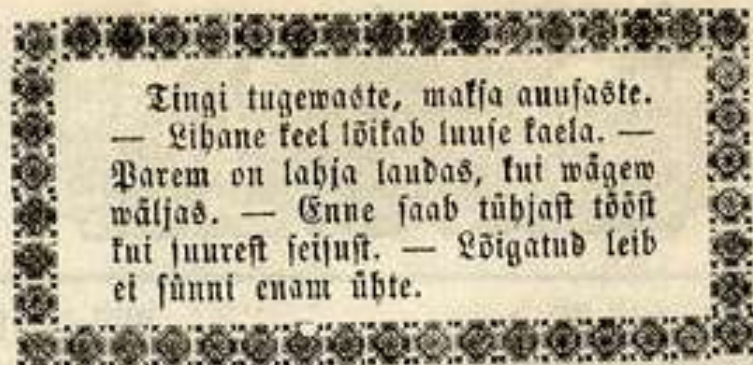 Tingi tugewaste, maksa auusaste.
— Lihane keel lõikab luuse kaela. —
Parem on lahja laudas, kui wägew
wäljas. — Enne saab tühjast tööst
kui suurest seisust. — Lõigatud leib
ei sünni enam ühte.